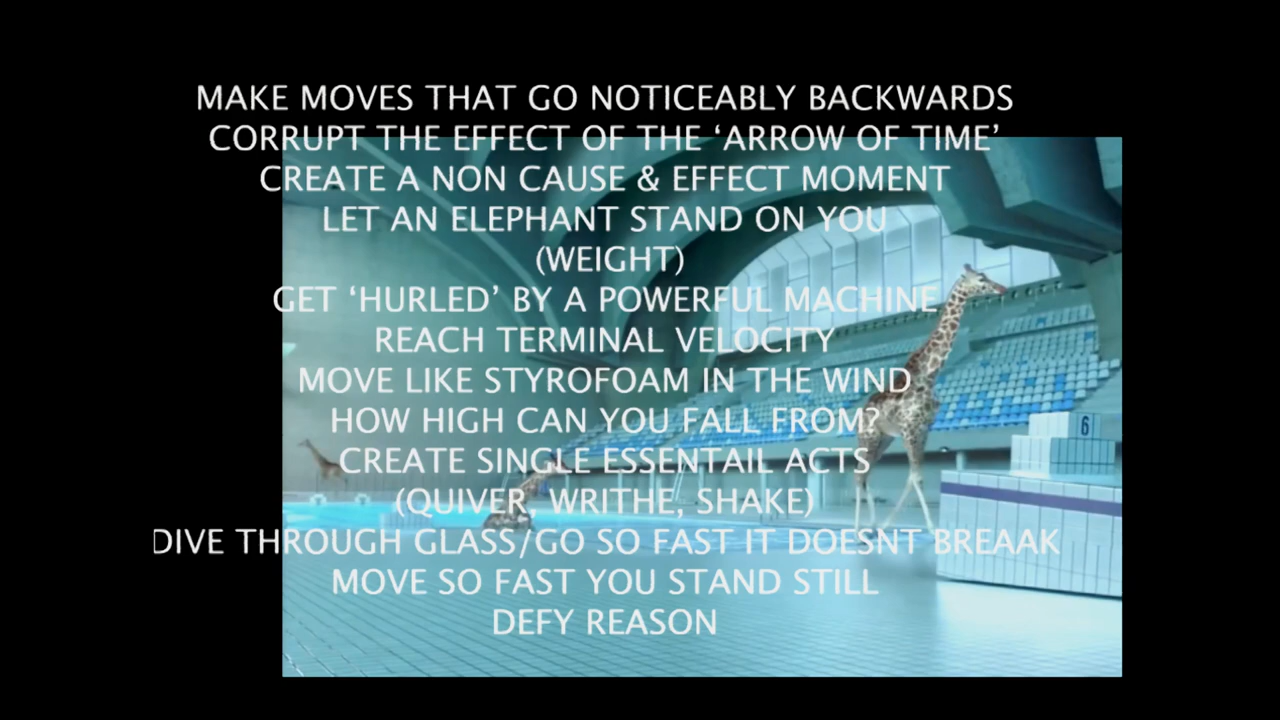 MAKE MOVES THAT GO NOTICEABLY BACKWARDS
CORRUPT THE EFFECT OF THE ‘ARROW OF TIME’
CREATE A NON CAUSE & EFFECT MOMENT
LET AN ELEPHANT STAND ON YOU
(WEIGHT)
GET ‘HURLED’ BY A POWERFUL MACHINE
REACH TERMINAL VELOCITY
MOVE LIKE STYROFOAM IN THE WIND
HOW HIGH CAN YOU FALL FROM?
CREATE SINGLE ESSENTAIL ACTS
(QUIVER, WRITHE, SHAKE)
DIVE THROUGH GLASS/GO SO FAST IT DOESNT BREAAK
MOVE SO FAST YOU STAND STILL
DEFY REASON
6